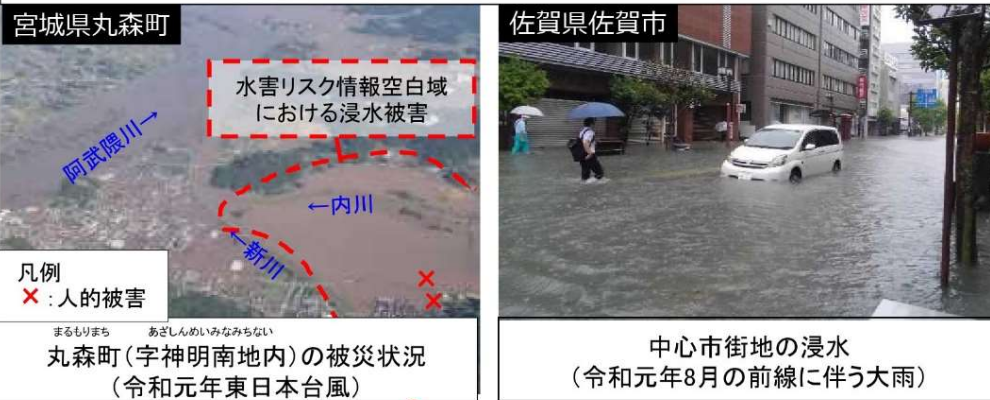 宮城県丸森町
水害リスク情報空白域
における浸水被害
阿武隈川→
←内川
←新川
凡例
×:人的被害
まるもりまち あざしんめいみなみちない
丸森町(字神明南地内)の被災状況
(令和元年東日本台風)
佐賀県佐賀市
中心市街地の浸水
(令和元年8月の前線に伴う大雨)